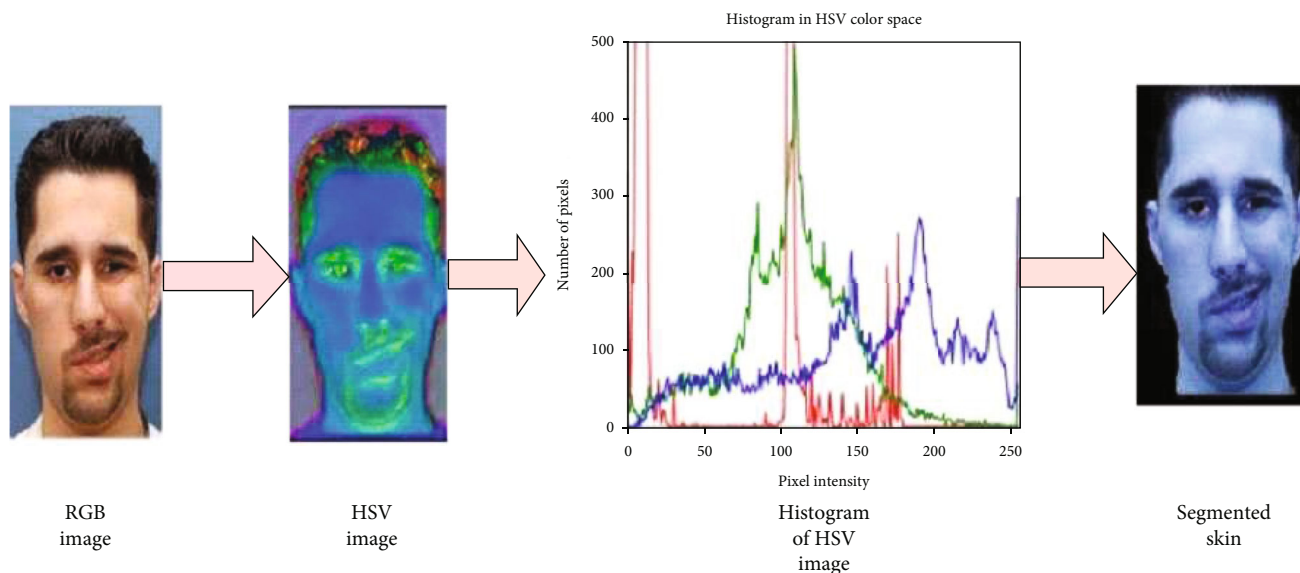 Histogram in HSV color space
500
400
300
200
100
0
Number of pixels
0
50
100
150
200
250
Pixel intensity
RGB
image
HSV
image
Histogram
of HSV
image
Segmented
skin